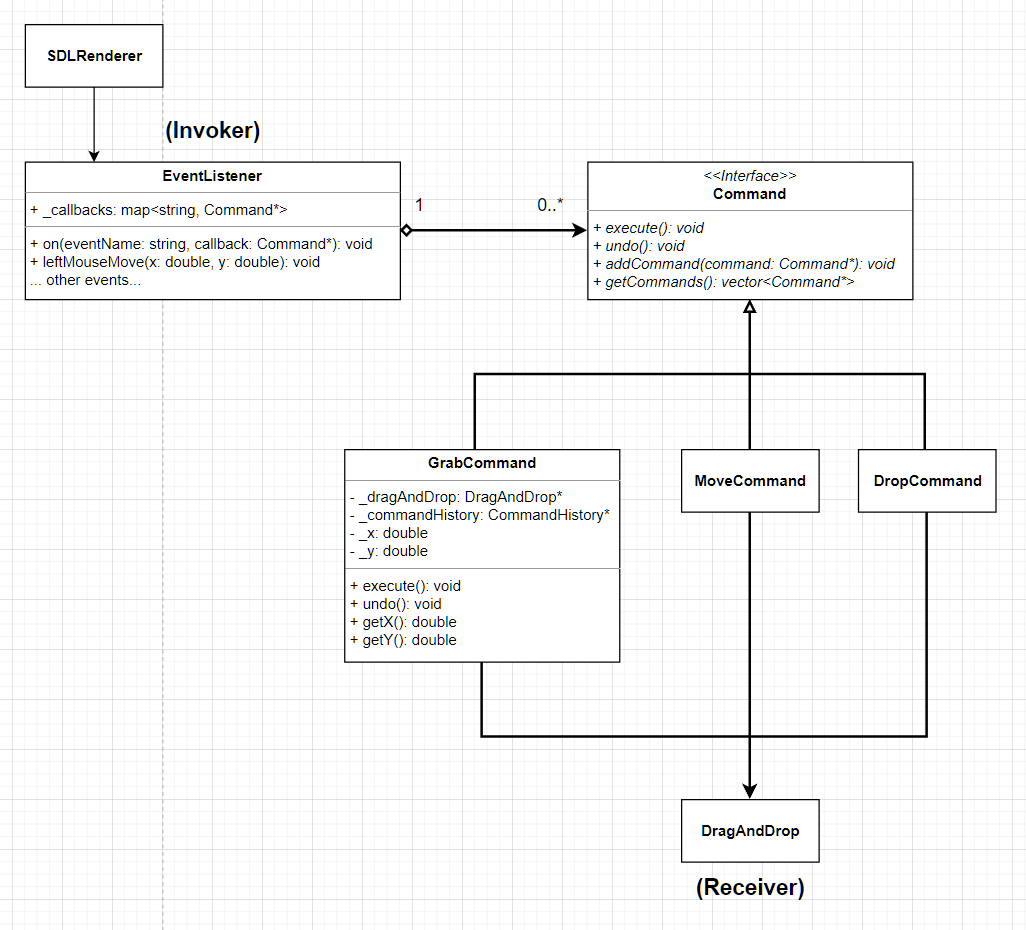 SDLRenderer
(Invoker)
EventListener
+ _callbacks: map<string, Command*>
+ on(eventName: string, callback: Command*): void
+ leftMouseMove(x: double, y: double): void
... other events...
1
0..*
<<Interface>>
Command
+ execute(): void
+ undo(): void
+ addCommand(command: Command*): void
+ getCommands(): vector<Command*>
GrabCommand
- _dragAndDrop: DragAndDrop*
- _commandHistory: CommandHistory*
- _x: double
- _y: double
+ execute(): void
+ undo(): void
+ getX(): double
+ getY(): double
MoveCommand
DropCommand
DragAndDrop
(Receiver)